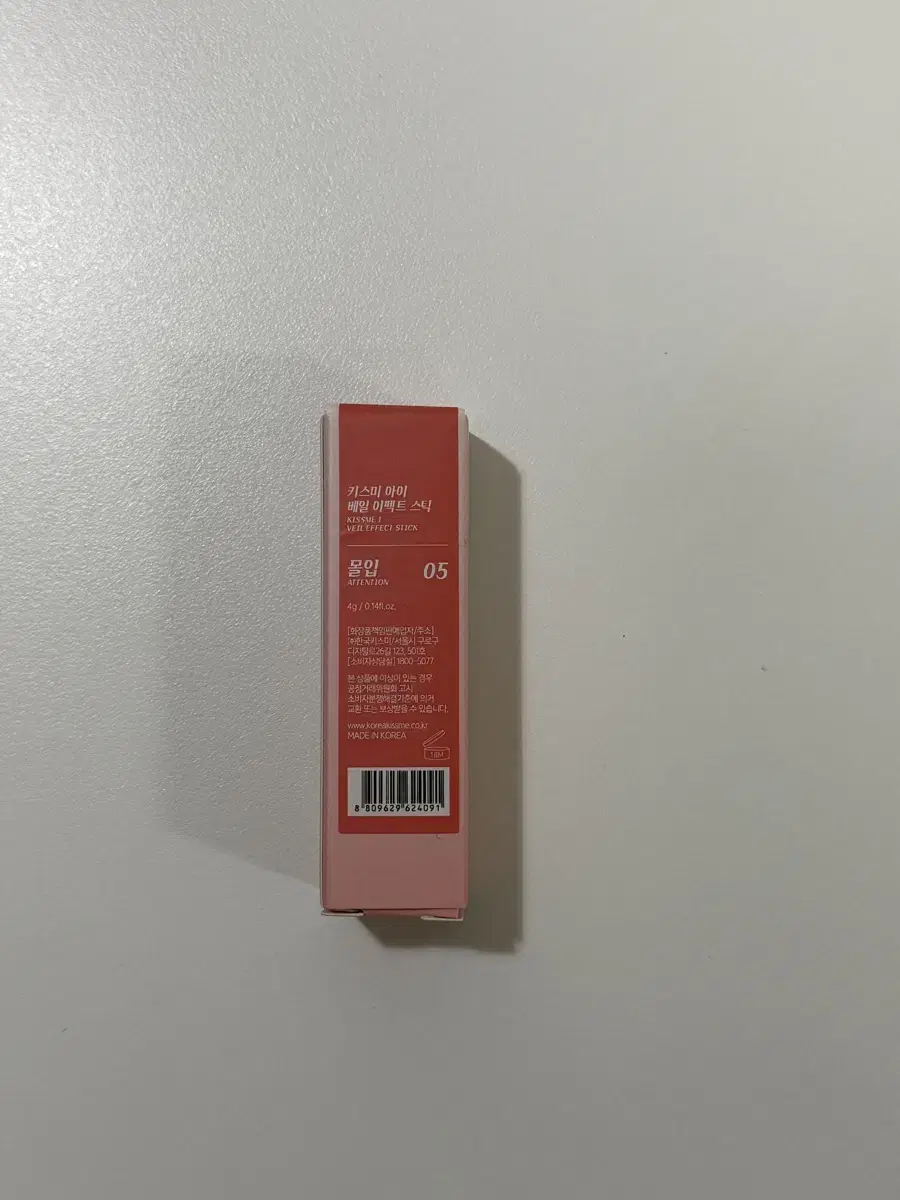 키스미 아이
베일 이펙트 스틱
KISSME I
VEIL EFFECT STICK
몰입 05
ATTENTION
4g / 0.14fl.oz.
[화장품책임판매업자/주소]
㈜한국키스미/서울시 구로구
디지털로26길 123, 501호
[소비자상담실] 1800-5077
본 상품에 이상이 있는 경우
공정거래위원회 고시
소비자분쟁해결기준에 의거
교환 또는 보상받을 수 있습니다.
www.koreakissme.co.kr
MADE IN KOREA
18M
8 809629 624091